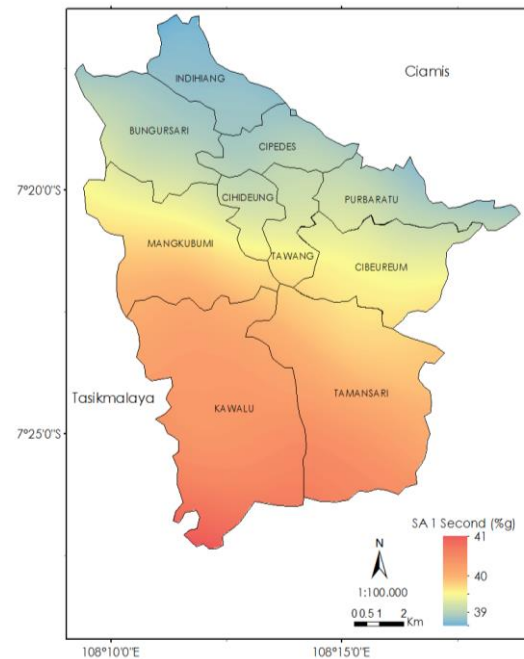 INDIHIANG
Ciamis
BUNGURSARI
CIPEDES
7°20'0"S
CIHIDEUNG
PURBARATU
MANGKUBUMI
TAWANG
CIBEUREUM
Tasikmalaya
KAWALU
TAMANSARI
7°25'0"S
SA 1 Second (%g)
N
41
40
39
1:100.000
0 0.5 1 2
Km
108°10'0"E
108°15'0"E